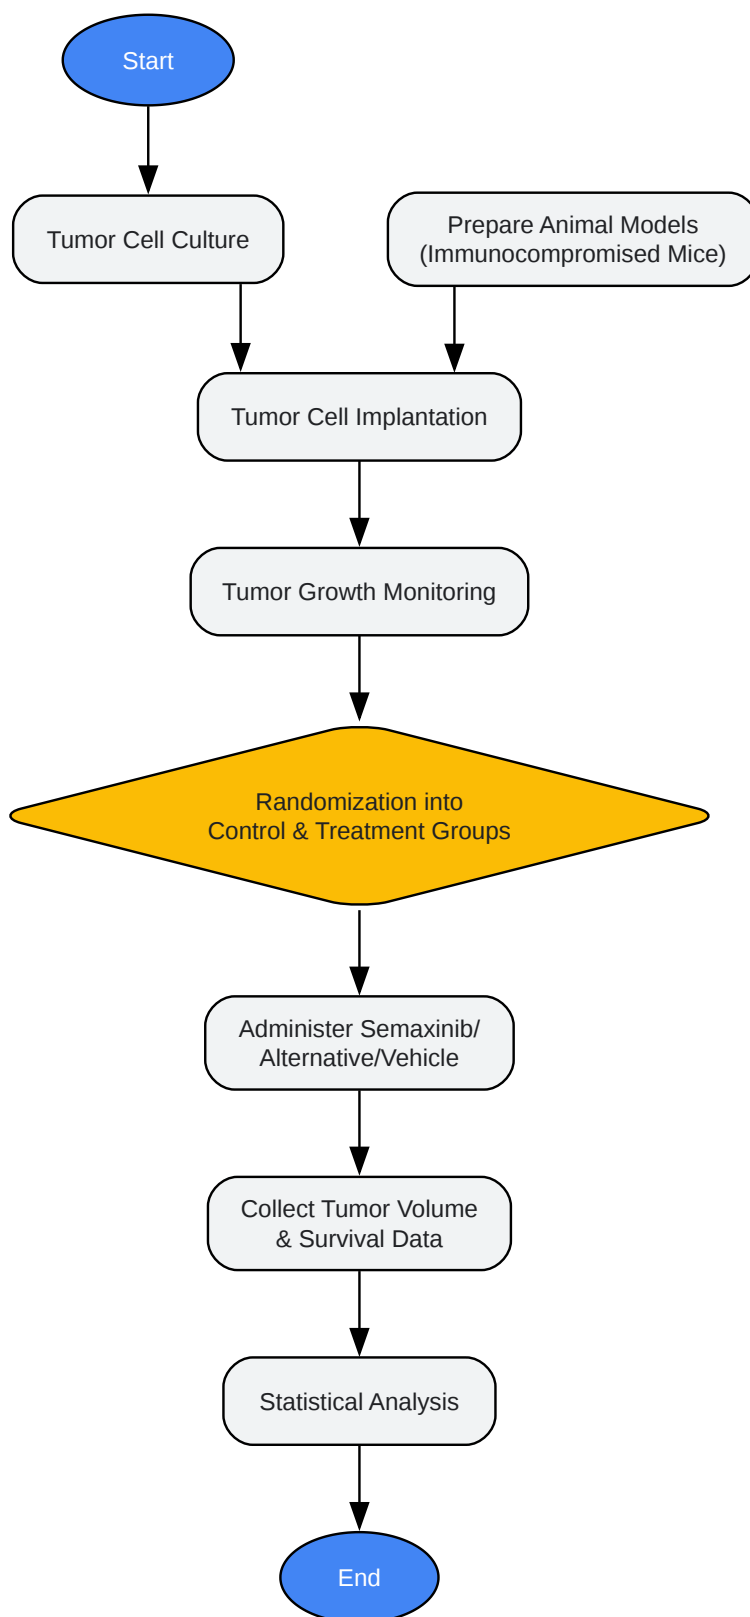 Start
Tumor Cell Culture
Prepare Animal Models
(Immunocompromised Mice)
Tumor Cell Implantation
Tumor Growth Monitoring
Randomization into
Control & Treatment Groups
Administer Semaxinib/
Alternative/Vehicle
Collect Tumor Volume
& Survival Data
Statistical Analysis
End